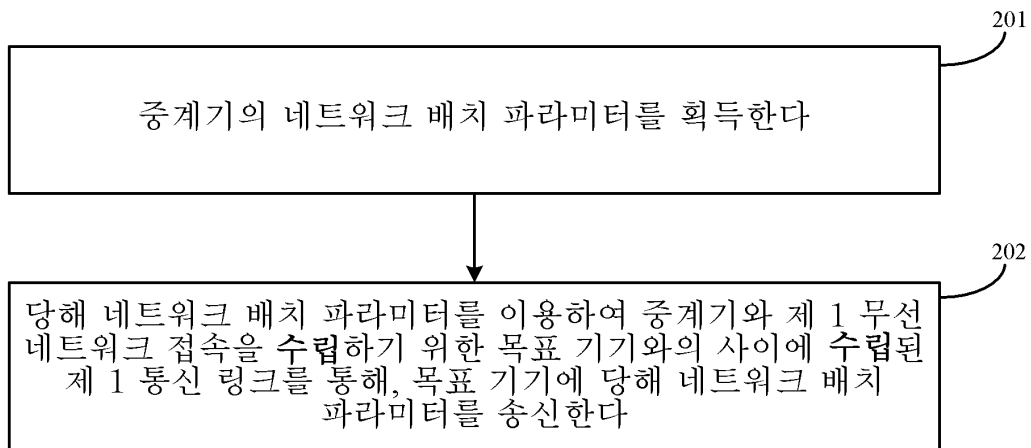 201
중계기의 네트워크 배치 파라미터를 획득한다
202
당해 네트워크 배치 파라미터를 이용하여 중계기와 제 1 무선
네트워크 접속을 수립하기 위한 목표 기기와의 사이에 수립된
제 1 통신 링크를 통해, 목표 기기에 당해 네트워크 배치
파라미터를 송신한다